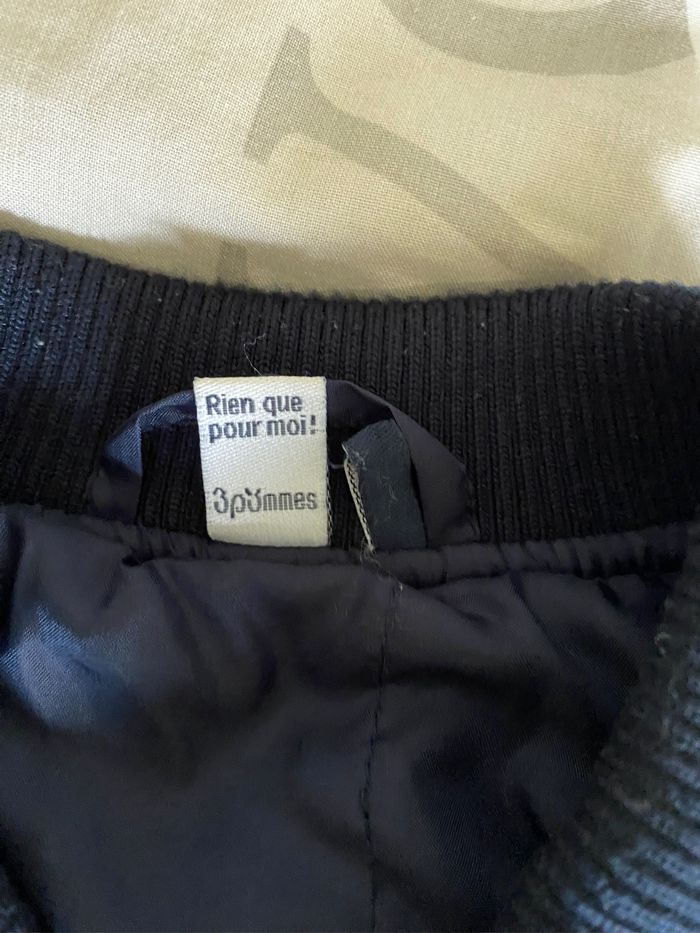 Rien que
pour moi!
3pommes